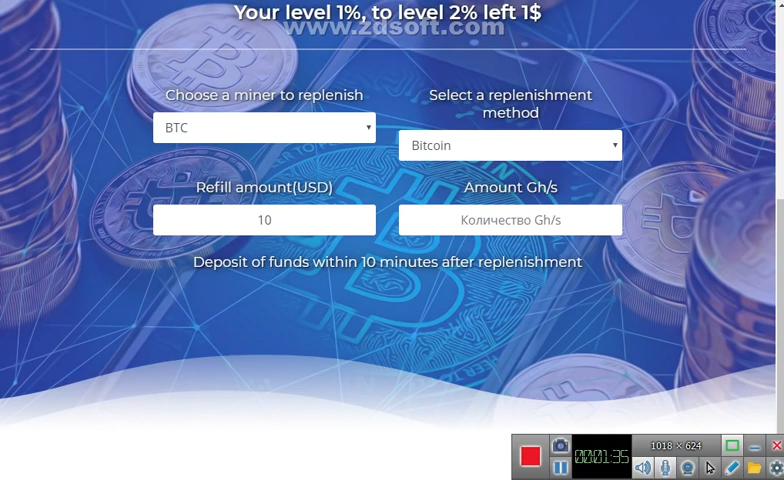 Your level 1%, to level 2% left 1$
www.zdsoft.com
Choose a miner to replenish
Select a replenishment
method
BTC
Bitcoin
Refill amount(USD)
Amount Gh/s
10
Количество Gh/s
Deposit of funds within 10 minutes after replenishment
1018 × 624
00:01:35